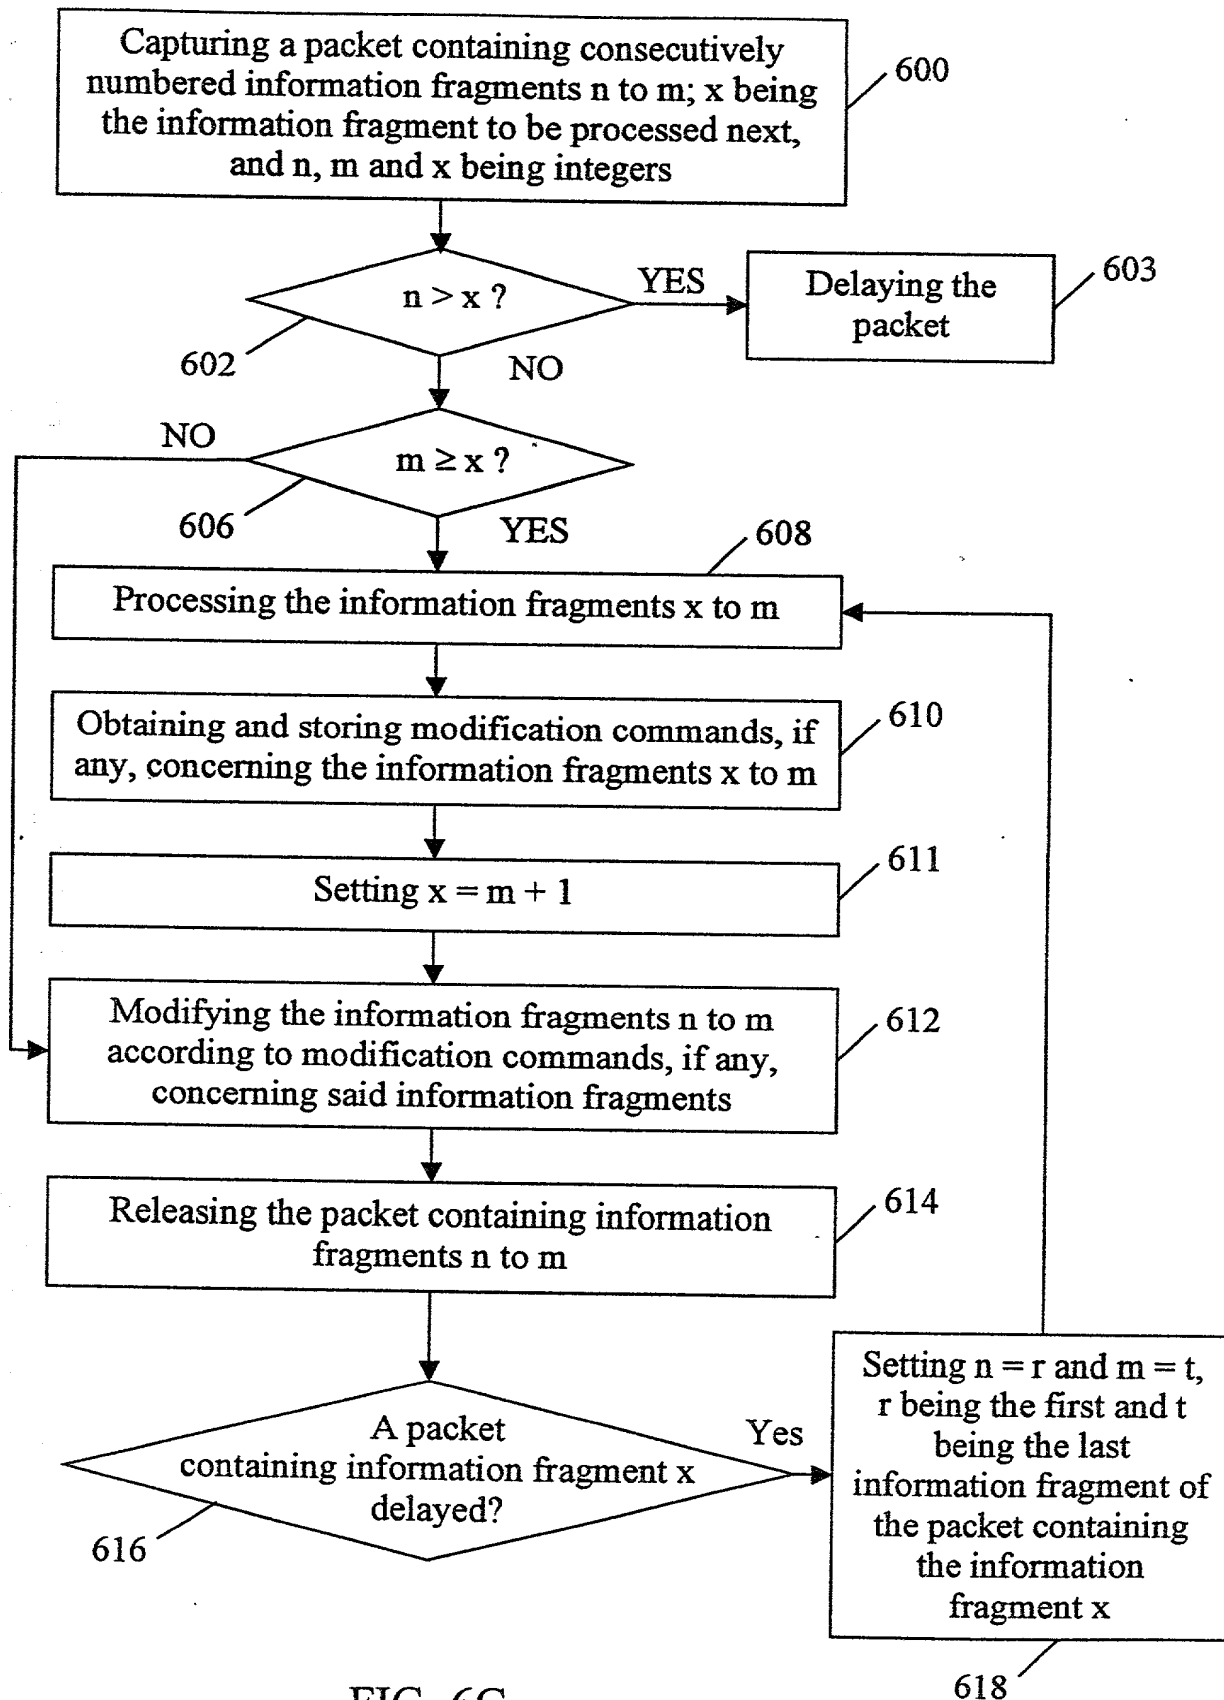 Capturing a packet containing consecutively
numbered information fragments n to m; x being
the information fragment to be processed next,
and n, m and x being integers
600
n > x ?
YES
602
NO
Delaying the
packet
603
NO
m ≥ x ?
606
YES
608
Processing the information fragments x to m
Obtaining and storing modification commands, if
any, concerning the information fragments x to m
610
Setting x = m + 1
611
Modifying the information fragments n to m
according to modification commands, if any,
concerning said information fragments
612
Releasing the packet containing information
fragments n to m
614
A packet
containing information fragment x
delayed?
Yes
616
Setting n = r and m = t,
r being the first and t
being the last
information fragment of
the packet containing
the information
fragment x
618